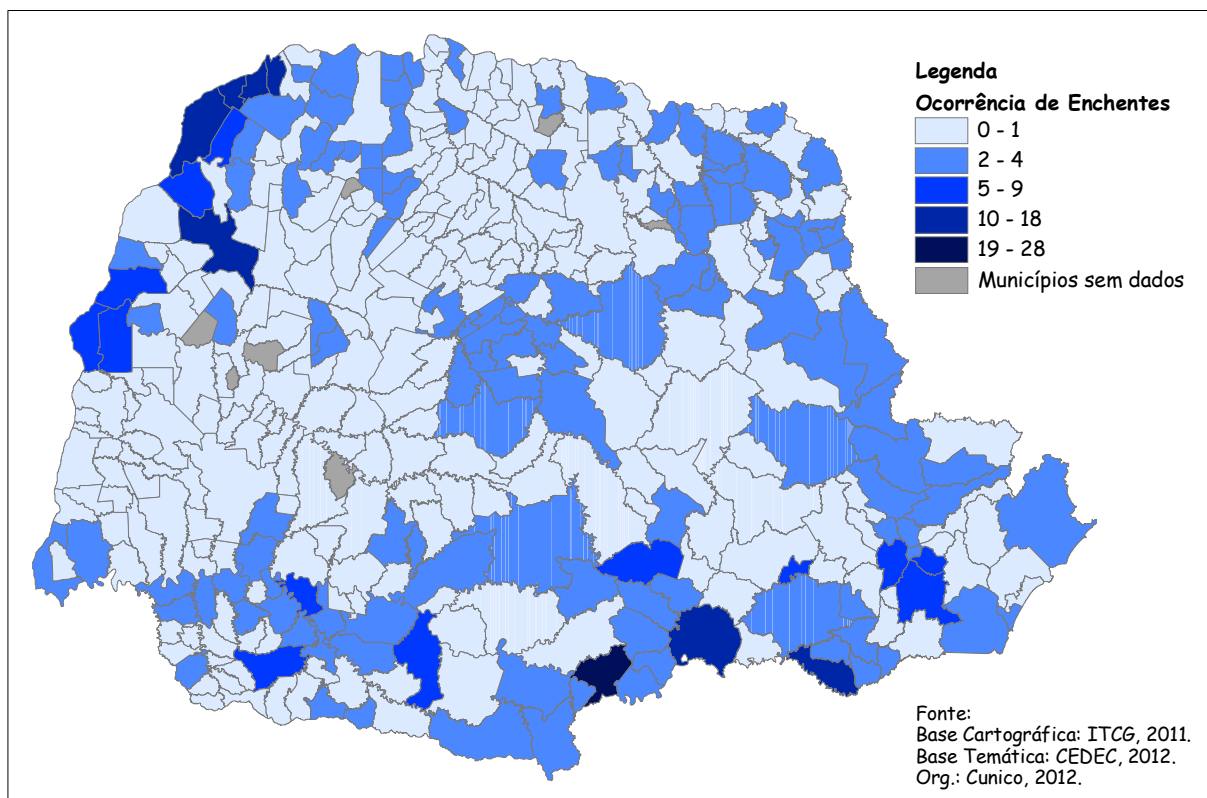 Legenda
Ocorrência de Enchentes
0 - 1
2 - 4
5 - 9
10 - 18
19 - 28
Municípios sem dados
Fonte:
Base Cartográfica: ITCG, 2011.
Base Temática: CEDEC, 2012.
Org.: Cunico, 2012.